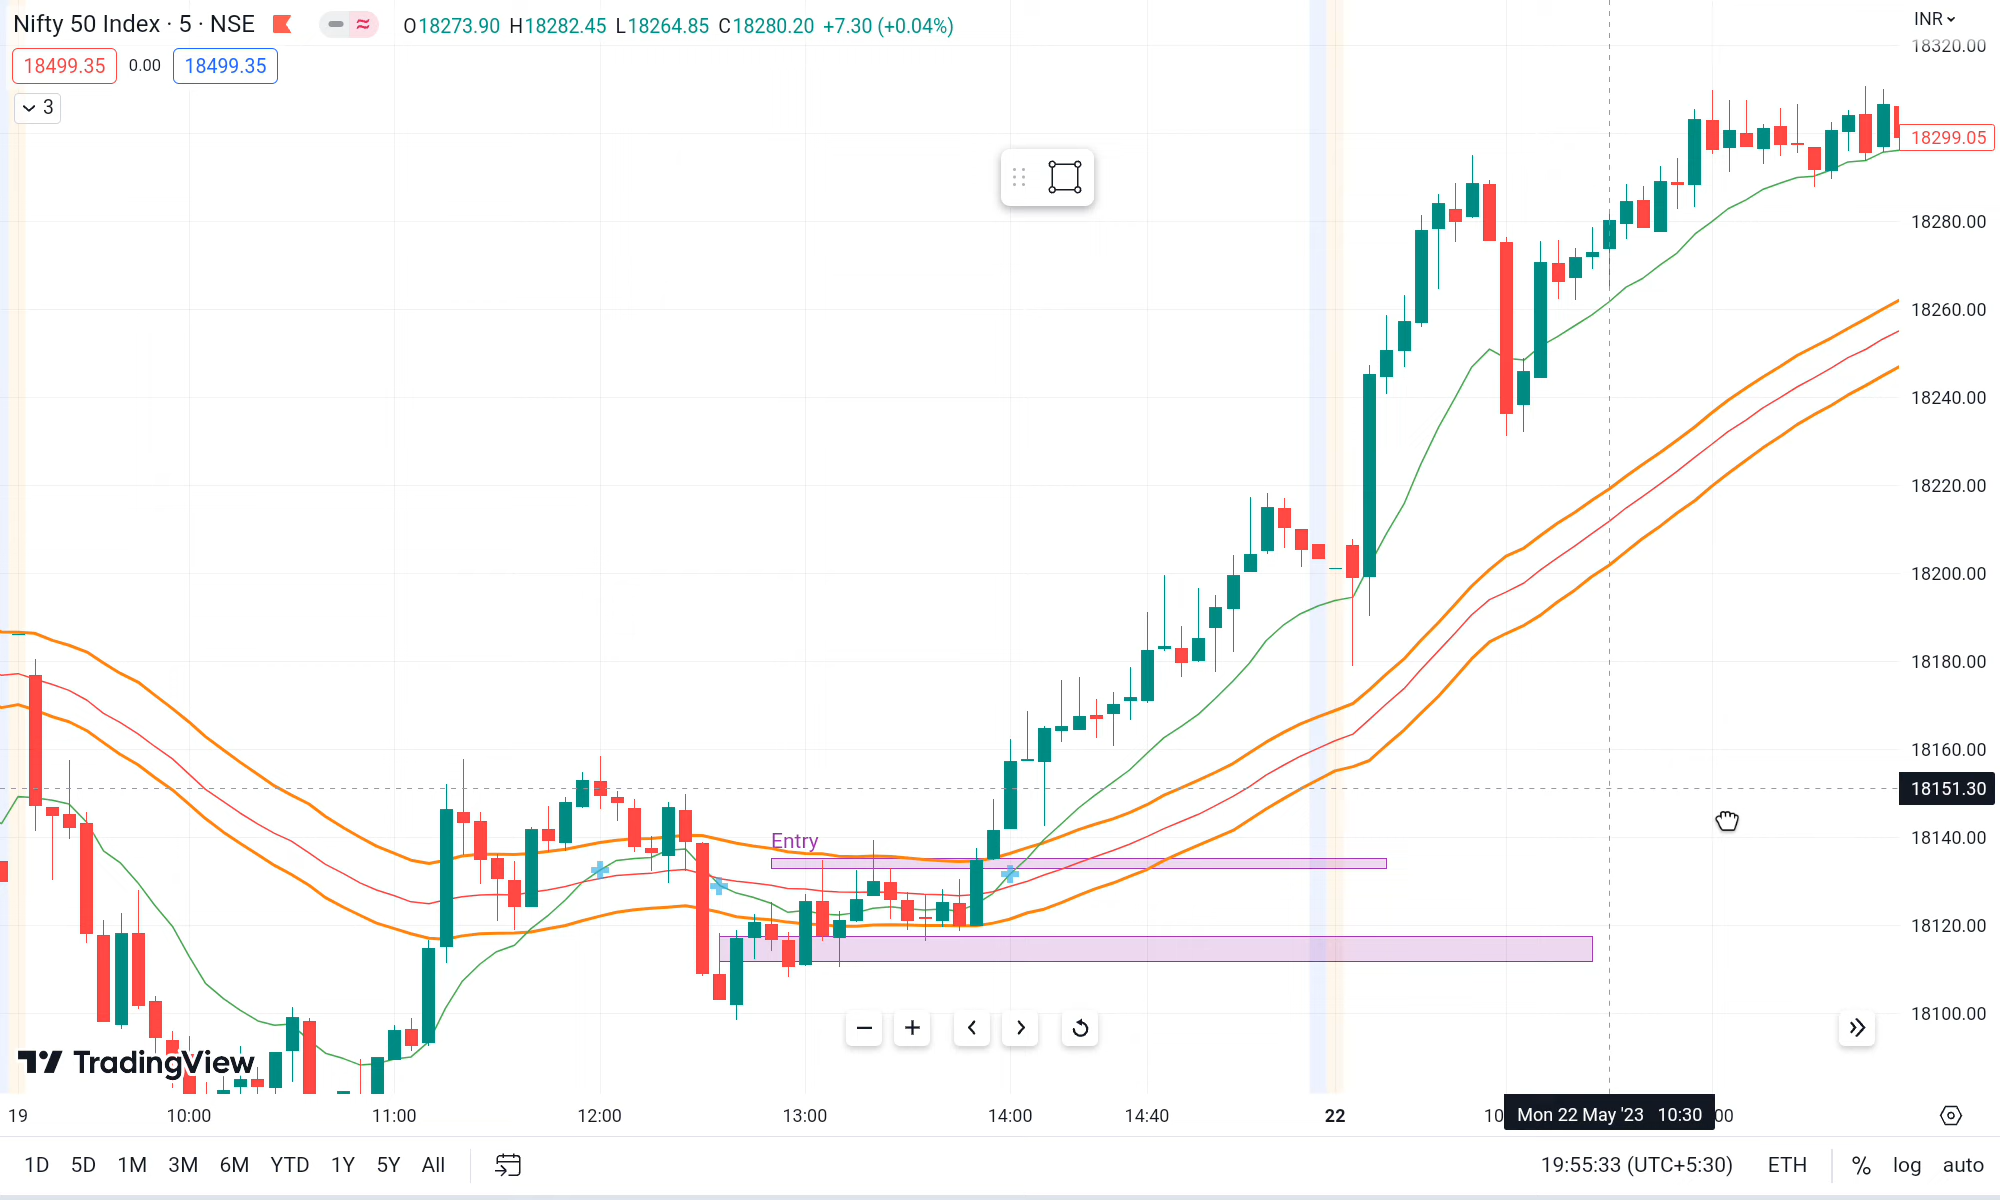 Nifty 50 Index · 5 · NSE O18273.90 H18282.45 L18264.85 C18280.20 +7.30 (+0.04%)
INR
18499.35 0.00 18499.35
3
18320.00
18299.05
18280.00
18260.00
18240.00
18220.00
18200.00
18180.00
18160.00
18151.30
18140.00
18120.00
18100.00
Entry
TradingView
19 10:00 11:00 12:00 13:00 14:00 14:40 22 10 Mon 22 May '23 10:30 00
1D 5D 1M 3M 6M YTD 1Y 5Y All 19:55:33 (UTC+5:30) ETH % log auto